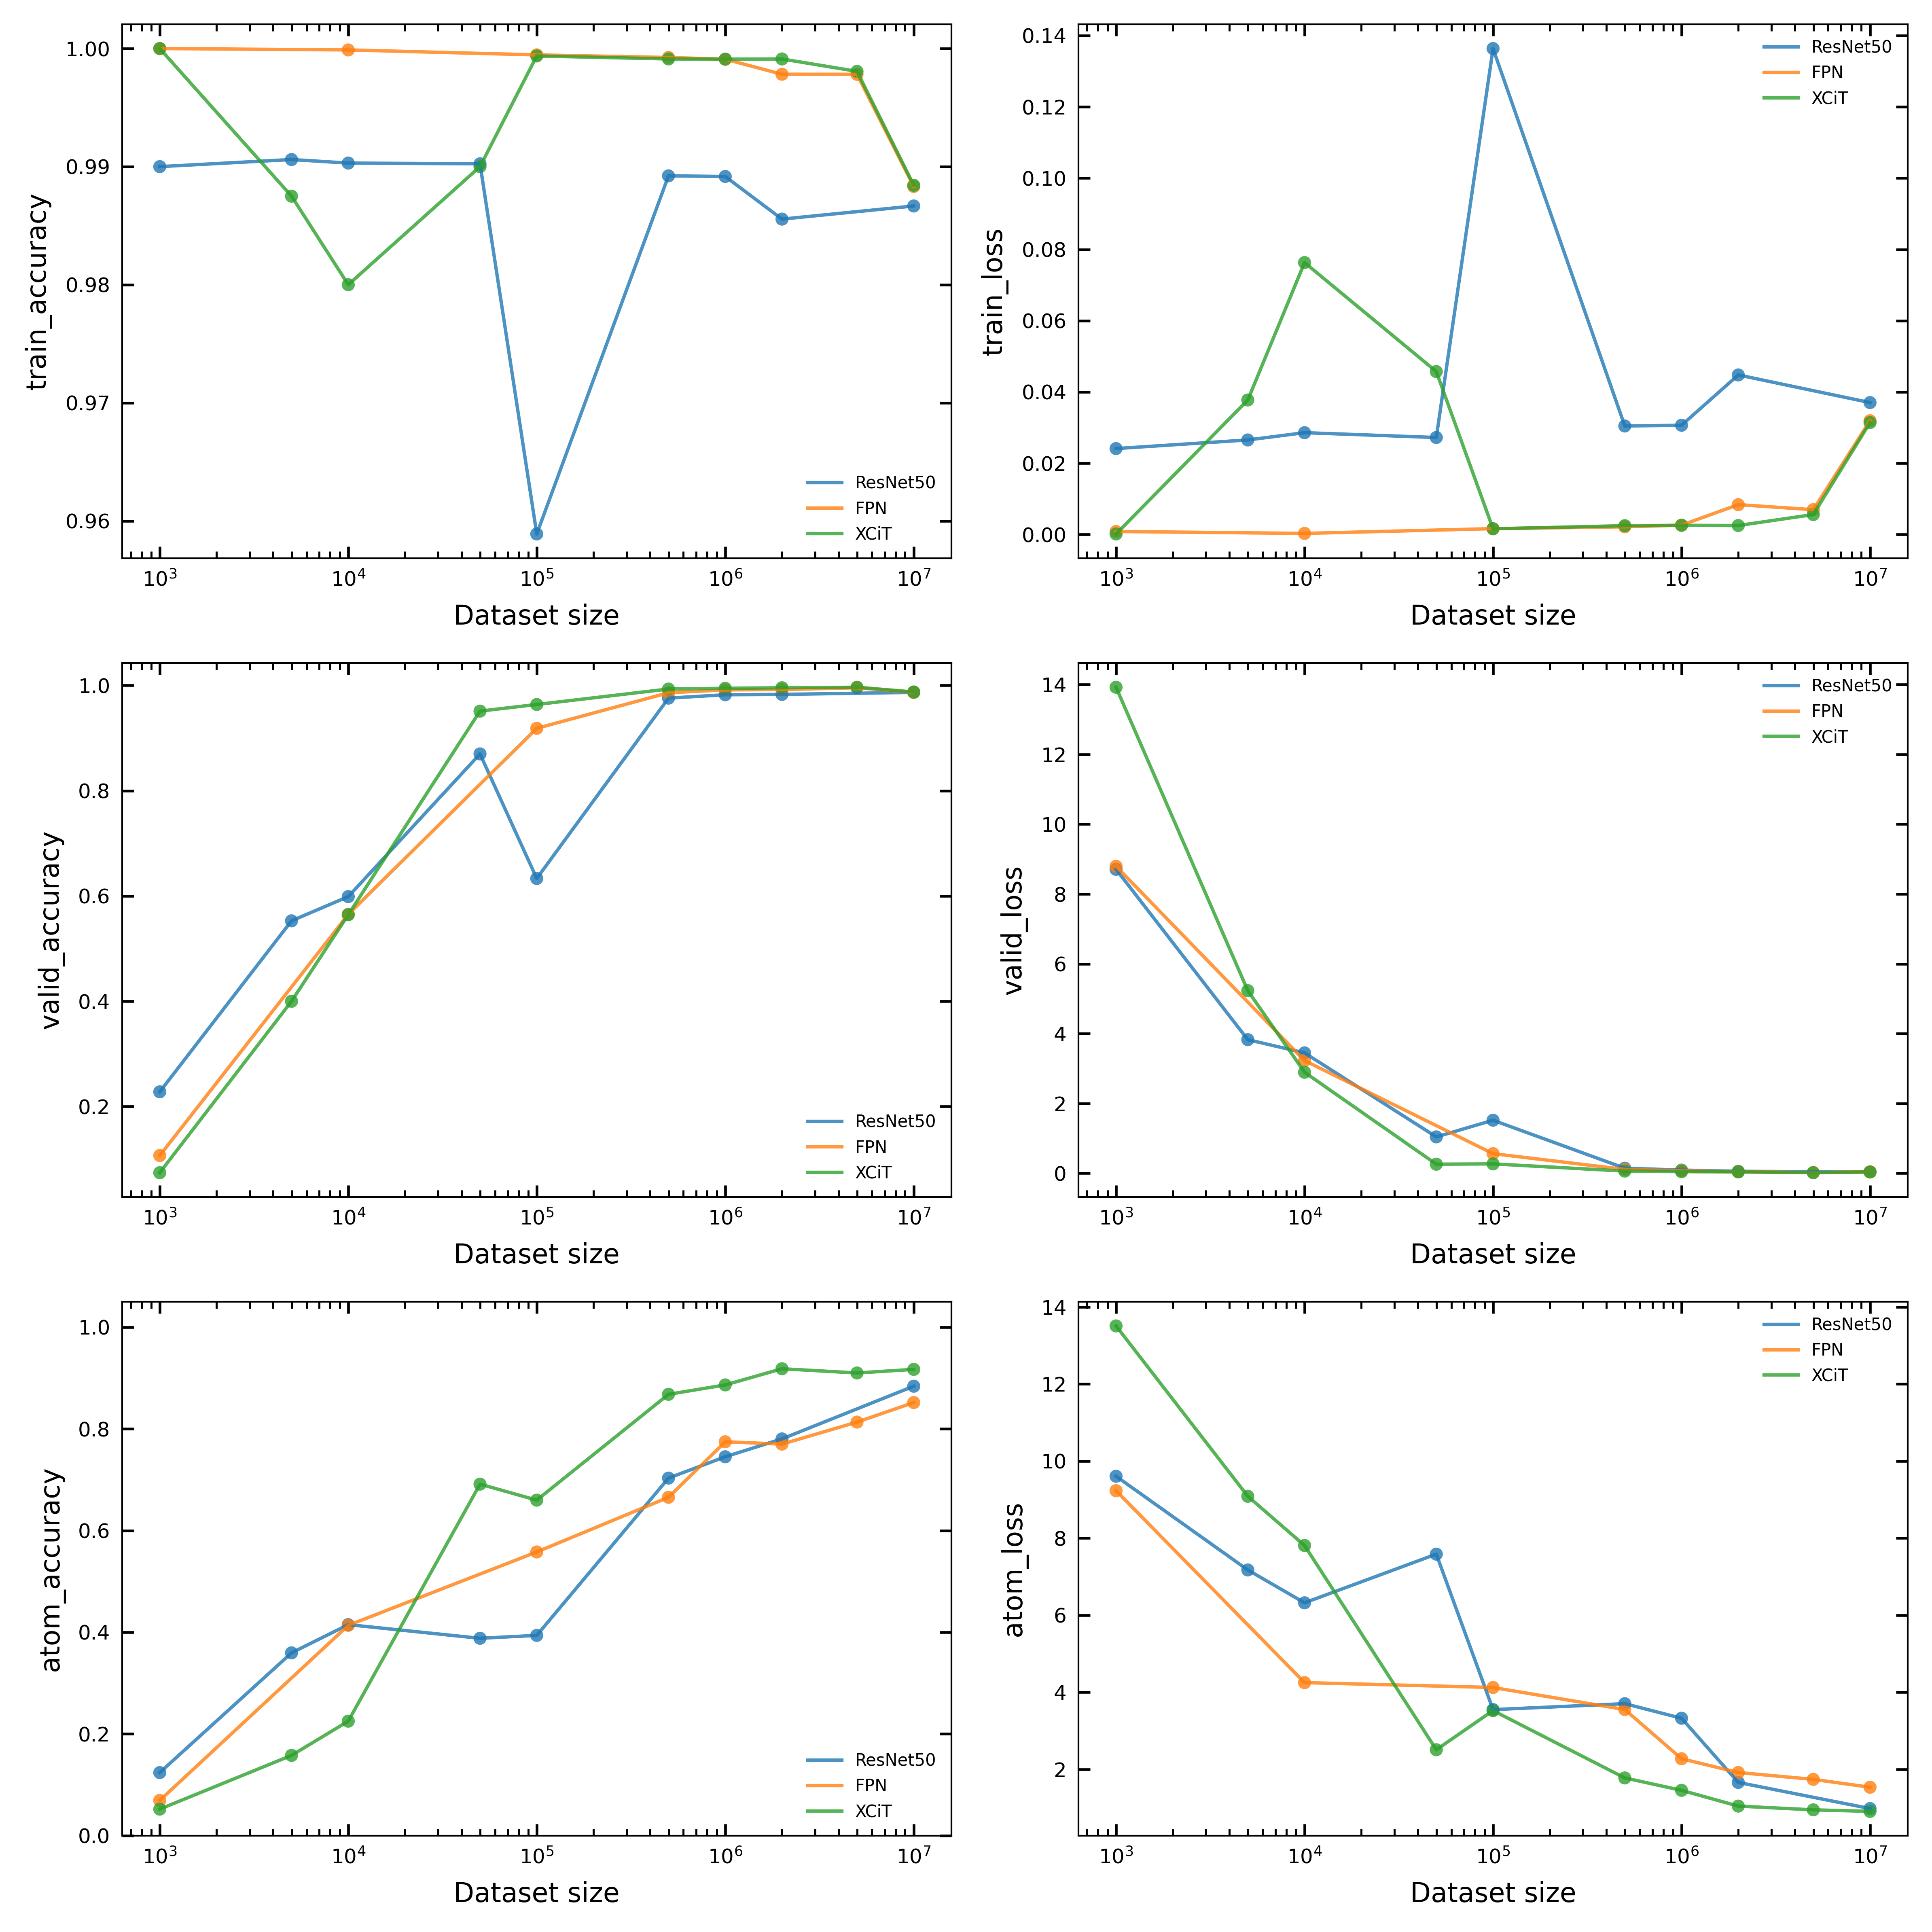 train_accuracy
1.00
0.99
0.98
0.97
0.96
10³ 10⁴ 10⁵ 10⁶ 10⁷
Dataset size
ResNet50
FPN
XCiT
train_loss
0.14
0.12
0.10
0.08
0.06
0.04
0.02
0.00
10³ 10⁴ 10⁵ 10⁶ 10⁷
Dataset size
ResNet50
FPN
XCiT
valid_accuracy
1.0
0.8
0.6
0.4
0.2
10³ 10⁴ 10⁵ 10⁶ 10⁷
Dataset size
ResNet50
FPN
XCiT
valid_loss
14
12
10
8
6
4
2
0
10³ 10⁴ 10⁵ 10⁶ 10⁷
Dataset size
ResNet50
FPN
XCiT
atom_accuracy
1.0
0.8
0.6
0.4
0.2
0.0
10³ 10⁴ 10⁵ 10⁶ 10⁷
Dataset size
ResNet50
FPN
XCiT
atom_loss
14
12
10
8
6
4
2
10³ 10⁴ 10⁵ 10⁶ 10⁷
Dataset size
ResNet50
FPN
XCiT